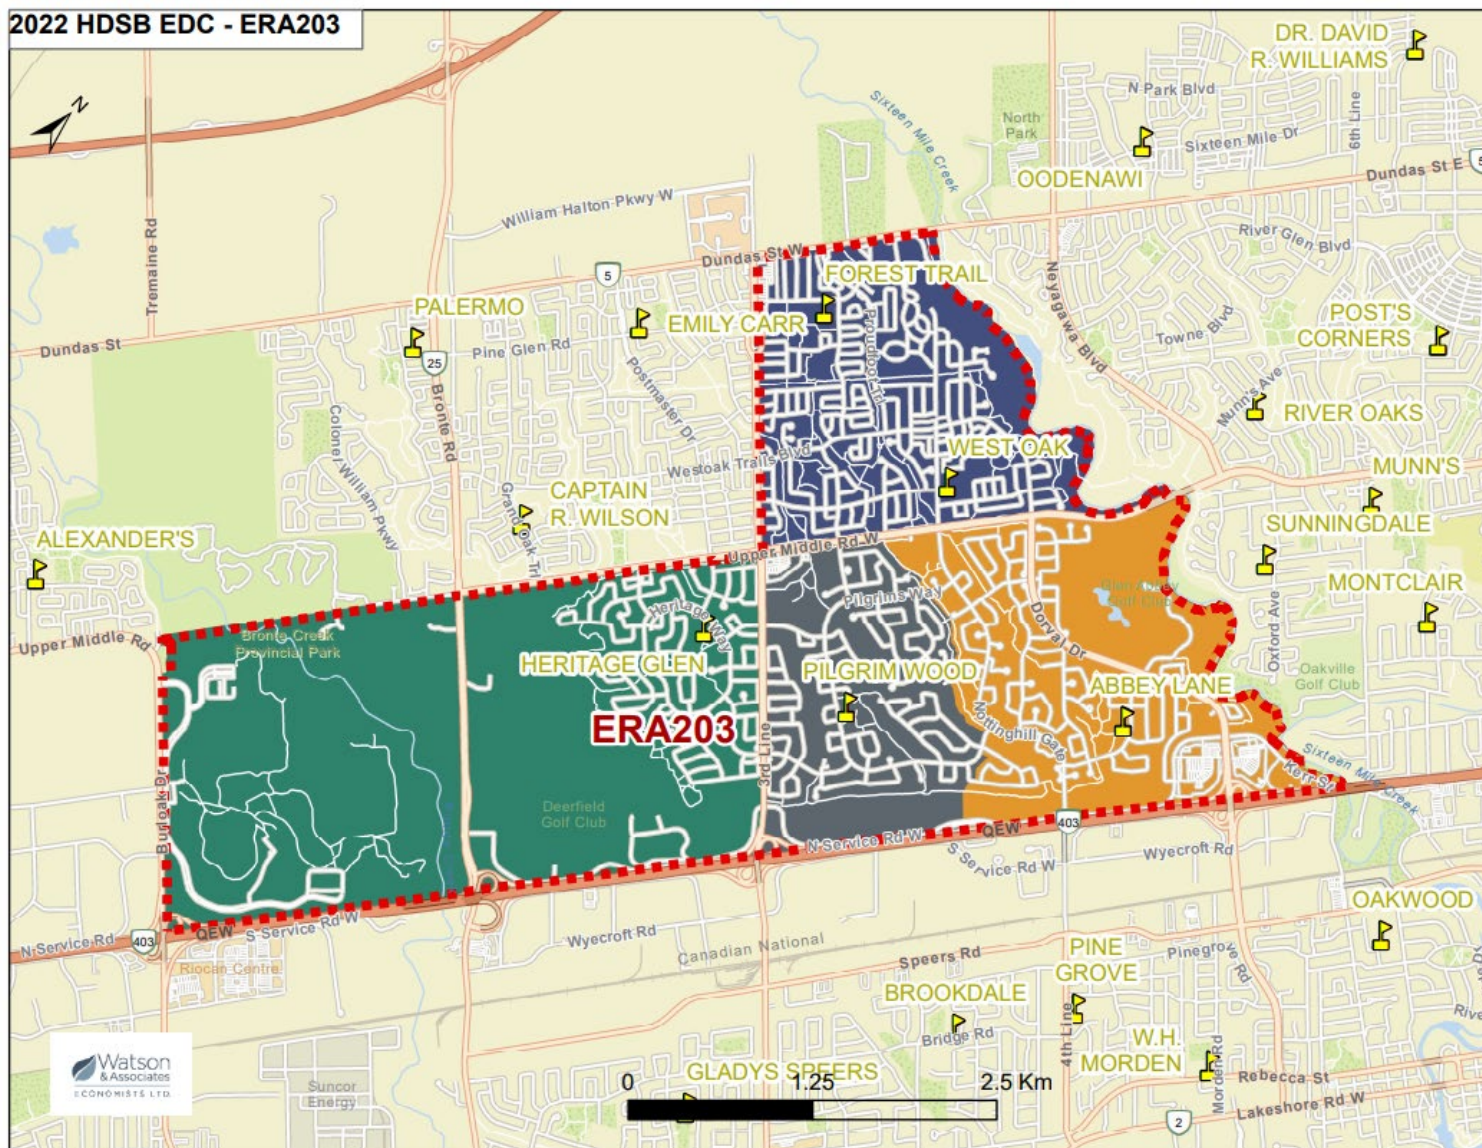 2022 HDSB EDC - ERA203
N
DR. DAVID
R. WILLIAMS
N Park Blvd
North
Park
Sixteen Mile Creek
Sixteen Mile Dr
6th Line
OODENAWI
Dundas St E
5
Tremaine Rd
William Halton Pkwy W
River Glen Blvd
Dundas St W
5
Neyagawa Blvd
FOREST TRAIL
PALERMO
EMILY CARR
Proudfoot Trl
Towne Blvd
POST'S
CORNERS
Dundas St
Pine Glen Rd
25
Postmaster Dr
Bronte Rd
Munn's Ave
RIVER OAKS
Colonel William Pkwy
WEST OAK
Westoak Trails Blvd
MUNN'S
CAPTAIN
R. WILSON
Grand Oak Trl
SUNNINGDALE
ALEXANDER'S
Upper Middle Rd W
MONTCLAIR
Glen Abbey
Golf Club
Pilgrims Way
Heritage Way
Dorval Dr
Oxford Ave
Upper Middle Rd
Bronte Creek
Provincial Park
HERITAGE GLEN
PILGRIM WOOD
ABBEY LANE
Oakville
Golf Club
ERA203
Nottinghill Gate
3rd Line
Sixteen Mile Creek
Kerr St
Burloak Dr
Deerfield
Golf Club
N Service Rd W
QEW
403
S Service Rd W
Wyecroft Rd
OAKWOOD
N Service Rd
403
QEW
S Service Rd W
Wyecroft Rd
Canadian National
Speers Rd
PINE
GROVE
Pinegrove Rd
Riocan Centre
BROOKDALE
Bridge Rd
4th Line
W.H.
MORDEN
Morden Rd
Rebecca St
Lakeshore Rd W
2
GLADYS SPEERS
Suncor
Energy
Watson
& Associates
ECONOMISTS LTD.
0 1.25 2.5 Km